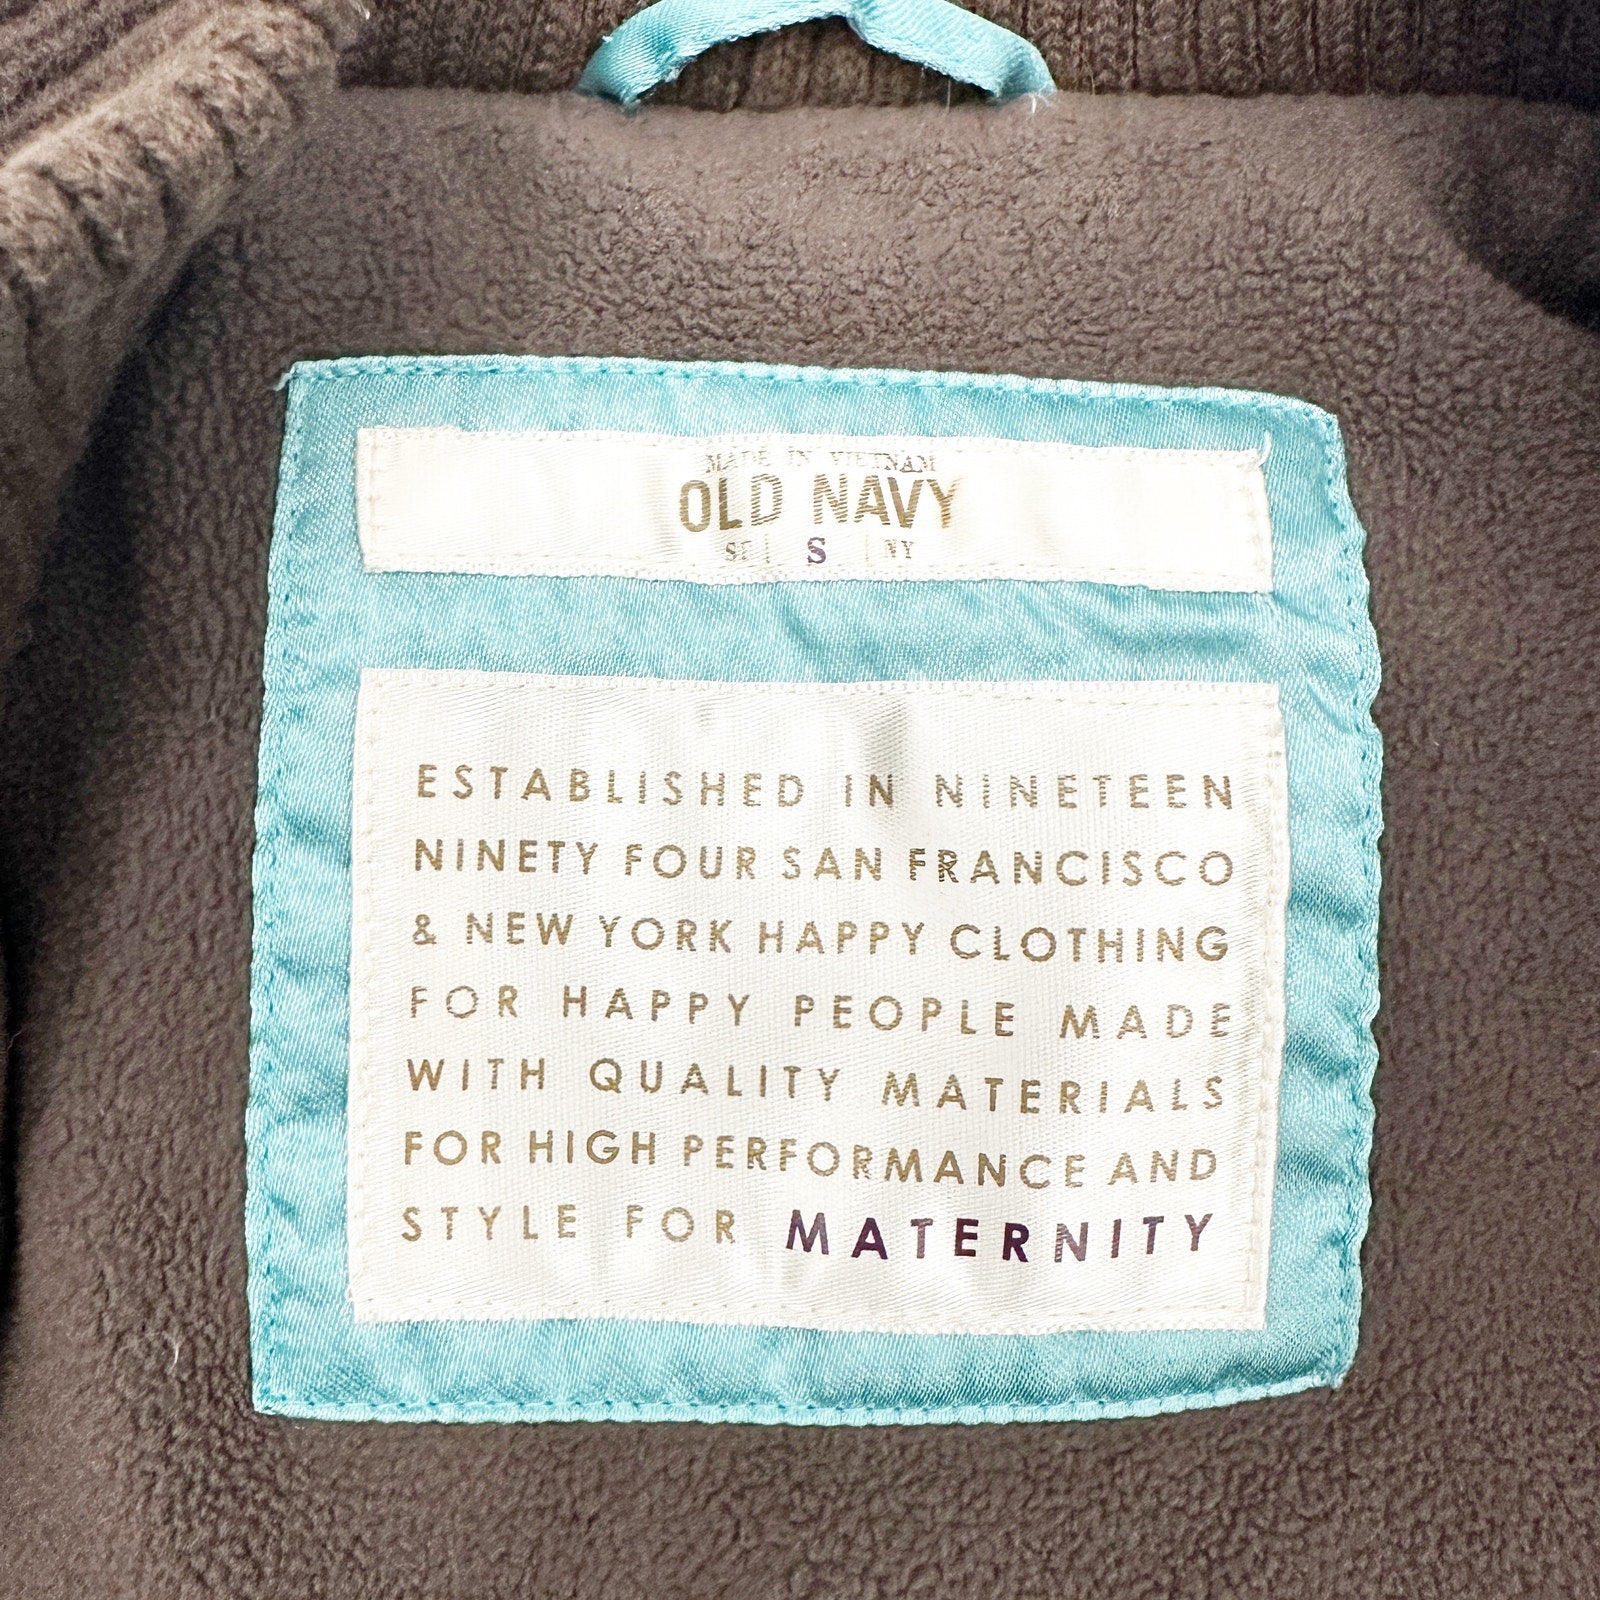 MADE IN VIETNAM
OLD NAVY
SF | S | NY
ESTABLISHED IN NINETEEN
NINETY FOUR SAN FRANCISCO
& NEW YORK HAPPY CLOTHING
FOR HAPPY PEOPLE MADE
WITH QUALITY MATERIALS
FOR HIGH PERFORMANCE AND
STYLE FOR MATERNITY